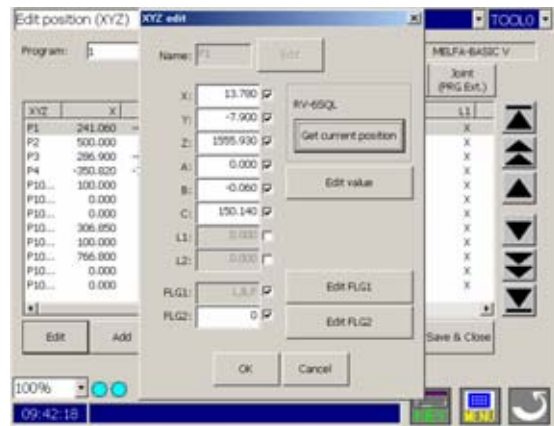 Edit position (XYZ)
XYZ edit
TOOL0
Program: 1
Name: P1
Edit
MELFA-BASIC V
Joint
(PRG Ext.)
X: 13.780
RV-6SQL
XYZ X L1
Y: -7.900
Get current position
P1 241.060 X
Z: 1555.930
P2 500.000 X
P3 286.900 X
A: 0.000
P4 -350.820 X
B: -0.060
Edit value
P10... 100.000 X
P10... 0.000 X
C: 150.140
P10... 0.000 X
P10... 306.850 X
L1: 0.000
P10... 100.000 X
P10... 766.800 X
L2: 0.000
P10... 0.000 X
P10... 0.000 X
FLG1:
Edit FLG1
FLG2: 0
Edit FLG2
Edit Add
Save & Close
OK Cancel
100%
09:42:18
KEY
MENU